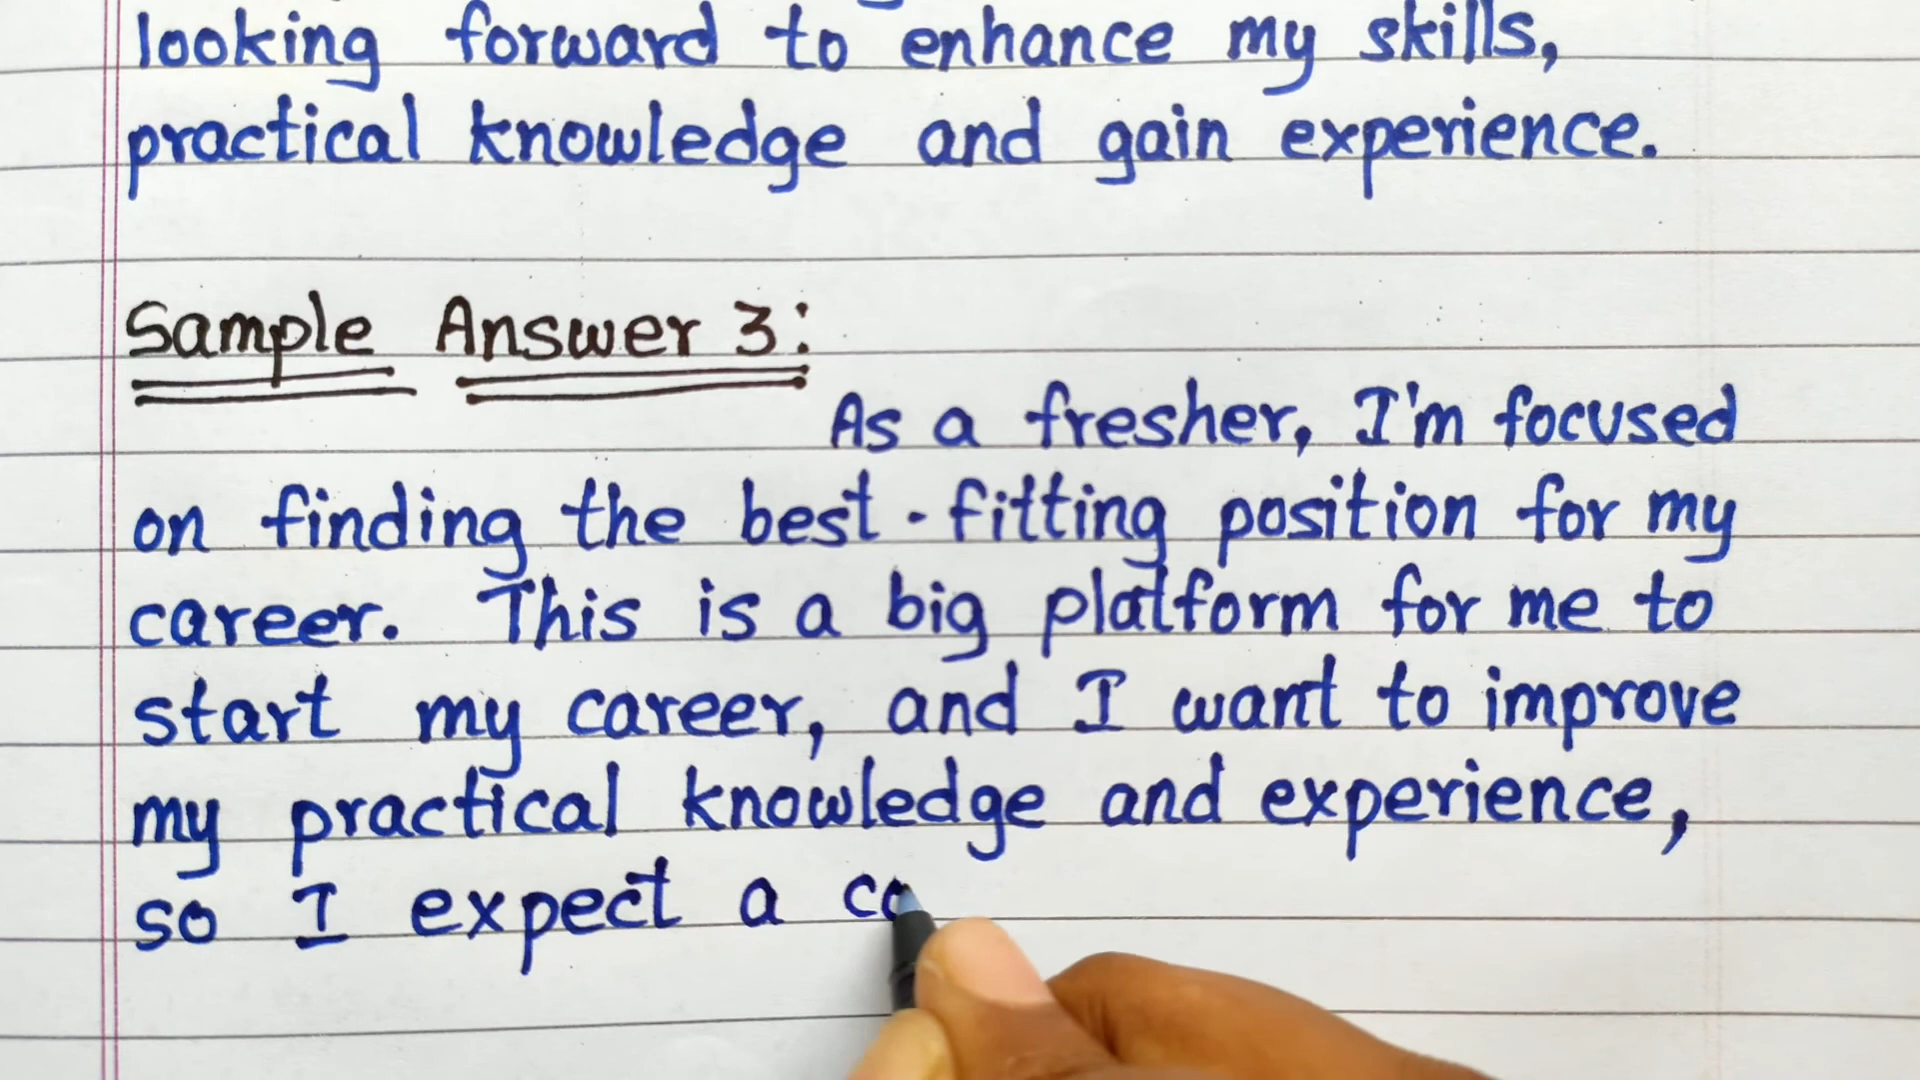 looking forward to enhance my skills,
practical knowledge and gain experience.
Sample Answer 3:
As a fresher, I'm focused
on finding the best-fitting position for my
career. This is a big platform for me to
start my career, and I want to improve
my practical knowledge and experience,
so I expect a co